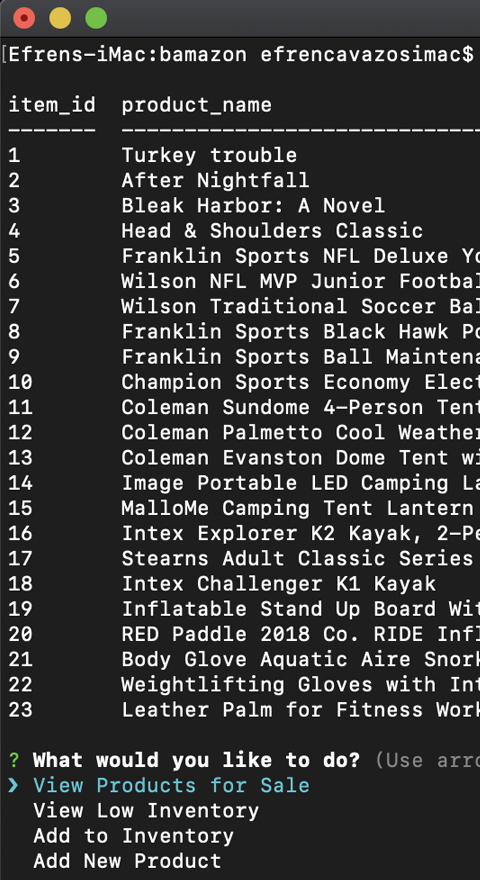 [Efrens-iMac:bamazon efrencavazosimac$
item_id  product_name
-------  -----------------------------
1        Turkey trouble
2        After Nightfall
3        Bleak Harbor: A Novel
4        Head & Shoulders Classic
5        Franklin Sports NFL Deluxe Yo
6        Wilson NFL MVP Junior Footbal
7        Wilson Traditional Soccer Bal
8        Franklin Sports Black Hawk Po
9        Franklin Sports Ball Maintena
10       Champion Sports Economy Elect
11       Coleman Sundome 4-Person Tent
12       Coleman Palmetto Cool Weather
13       Coleman Evanston Dome Tent wi
14       Image Portable LED Camping La
15       MalloMe Camping Tent Lantern
16       Intex Explorer K2 Kayak, 2-Pe
17       Stearns Adult Classic Series
18       Intex Challenger K1 Kayak
19       Inflatable Stand Up Board Wit
20       RED Paddle 2018 Co. RIDE Infl
21       Body Glove Aquatic Aire Snork
22       Weightlifting Gloves with Int
23       Leather Palm for Fitness Work
? What would you like to do? (Use arro
❯ View Products for Sale
  View Low Inventory
  Add to Inventory
  Add New Product